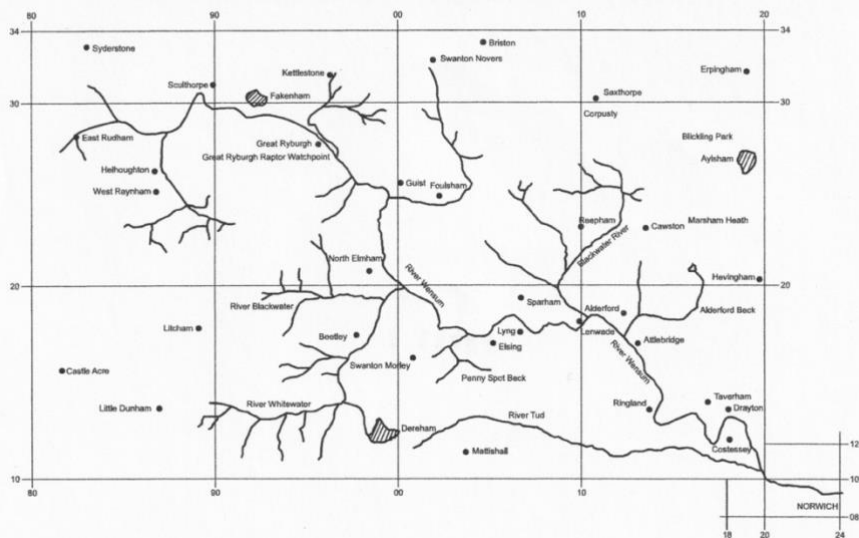 80 90 00 10 20
34 34
Syderstone
Briston
Swanton Novers
Kettlestone
Erpingham
Sculthorpe
Fakenham
Saxthorpe
30 30
Corpusty
East Rudham
Great Ryburgh
Great Ryburgh Raptor Watchpoint
Blickling Park
Aylsham
Helhoughton
West Raynham
Guist
Foulsham
Reepham
Cawston
Marsham Heath
Blackwater River
North Elmham
River Wensum
Hevingham
20 20
River Blackwater
Sparham
Alderford
Alderford Beck
Litcham
Beetley
Lyng
Lenwade
Elsing
Attlebridge
Swanton Morley
Castle Acre
Penny Spot Beck
River Wensum
Little Dunham
River Whitewater
Ringland
Taverham
Drayton
River Tud
Dereham
Costessey
12
Mattishall
10 10
NORWICH
08
80 90 00 10 18 20 24